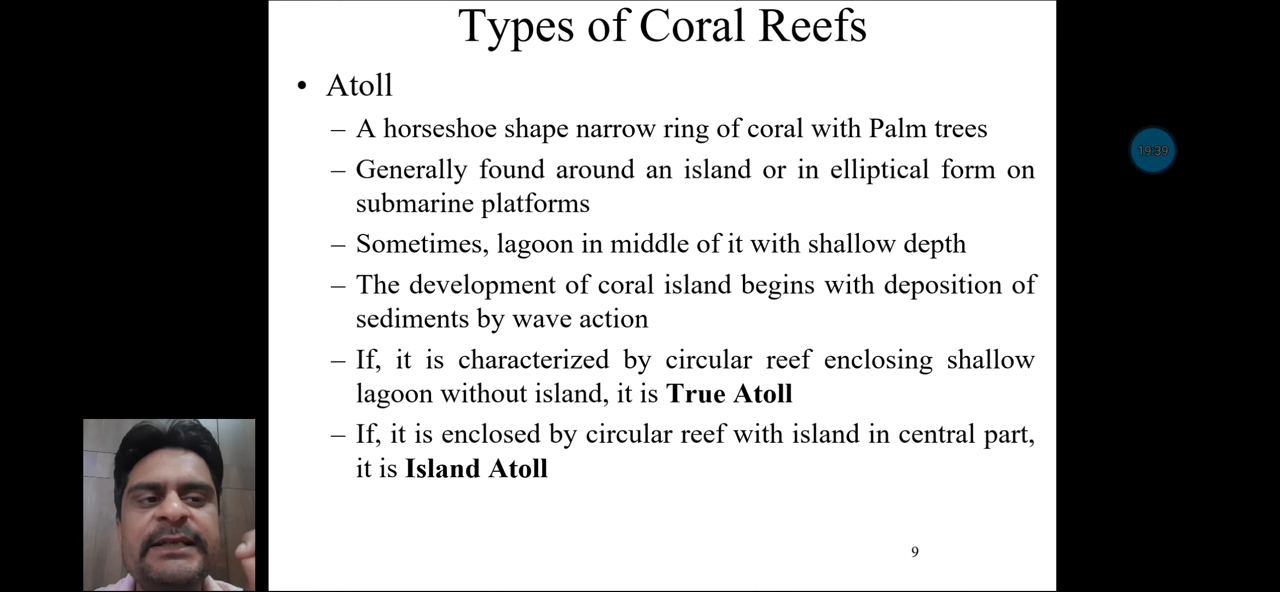 Types of Coral Reefs
• Atoll
– A horseshoe shape narrow ring of coral with Palm trees
– Generally found around an island or in elliptical form on
submarine platforms
– Sometimes, lagoon in middle of it with shallow depth
– The development of coral island begins with deposition of
sediments by wave action
– If, it is characterized by circular reef enclosing shallow
lagoon without island, it is True Atoll
– If, it is enclosed by circular reef with island in central part,
it is Island Atoll
9
19:39